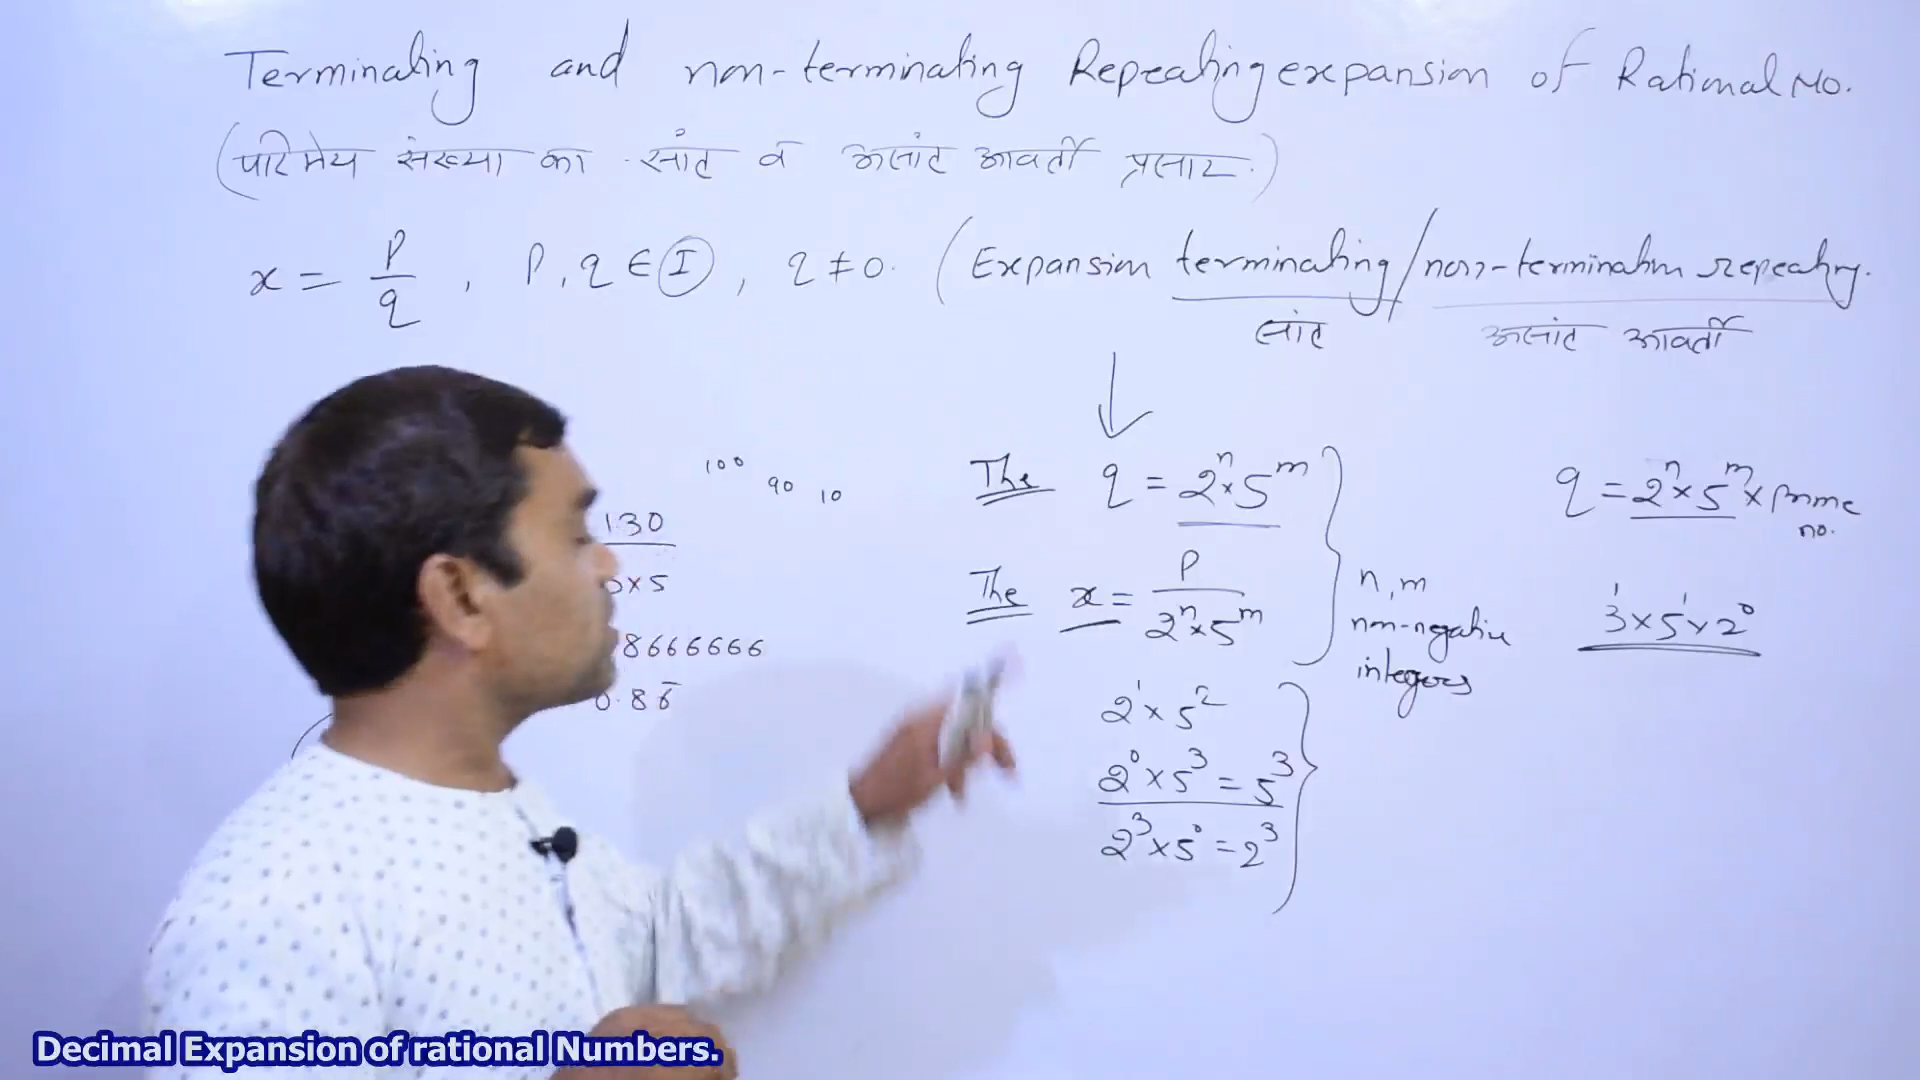 Terminating and non-terminating Repeating expansion of Rational No.
(परिमेय संख्या का सांत व असांत आवर्ती प्रसार.)
x = p/q , p, q ∈ I , q ≠ 0. (Expansion terminating/non-terminatin repeating.
सांत असांत आवर्ती
100 90 10
130
×5
8666666
0.86̄
The q = 2ⁿ×5ᵐ
The x = p/2ⁿ×5ᵐ
n,m
non-negative
integers
2¹×5²
2⁰×5³ = 5³
2³×5⁰ = 2³
q = 2ⁿ×5ᵐ× prime
no.
3¹×5¹×2⁰
Decimal Expansion of rational Numbers.